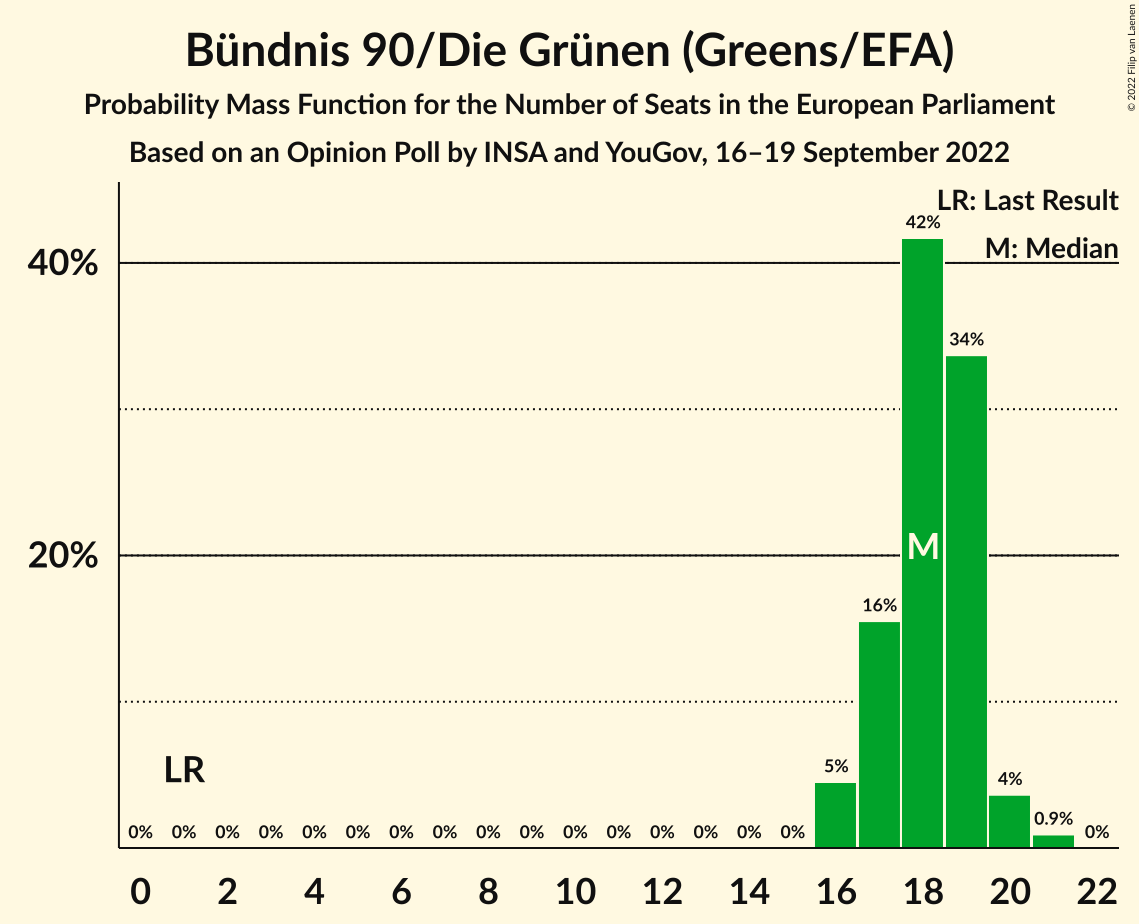 Bündnis 90/Die Grünen (Greens/EFA)
Probability Mass Function for the Number of Seats in the European Parliament
Based on an Opinion Poll by INSA and YouGov, 16–19 September 2022
© 2022 Filip van Laenen
LR: Last Result
M: Median
40%
20%
42%
34%
M
16%
LR
5%
4%
0.9%
0% 0% 0% 0% 0% 0% 0% 0% 0% 0% 0% 0% 0% 0% 0% 0% 0%
0 2 4 6 8 10 12 14 16 18 20 22